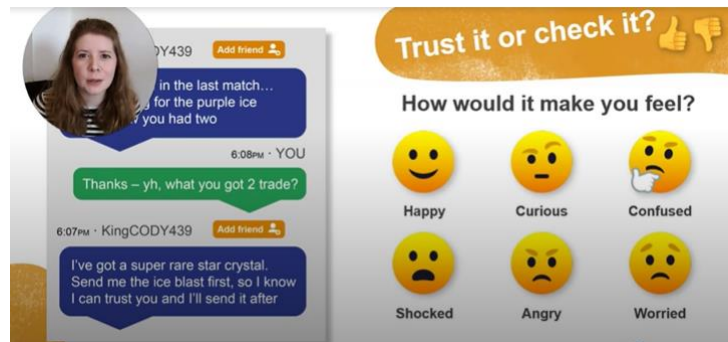 DY439 Add friend
in the last match…
for the purple ice
you had two
6:08PM · YOU
Thanks – yh, what you got 2 trade?
6:07PM · KingCODY439 Add friend
I've got a super rare star crystal.
Send me the ice blast first, so I know
I can trust you and I'll send it after
Trust it or check it?
How would it make you feel?
Happy Curious Confused
Shocked Angry Worried